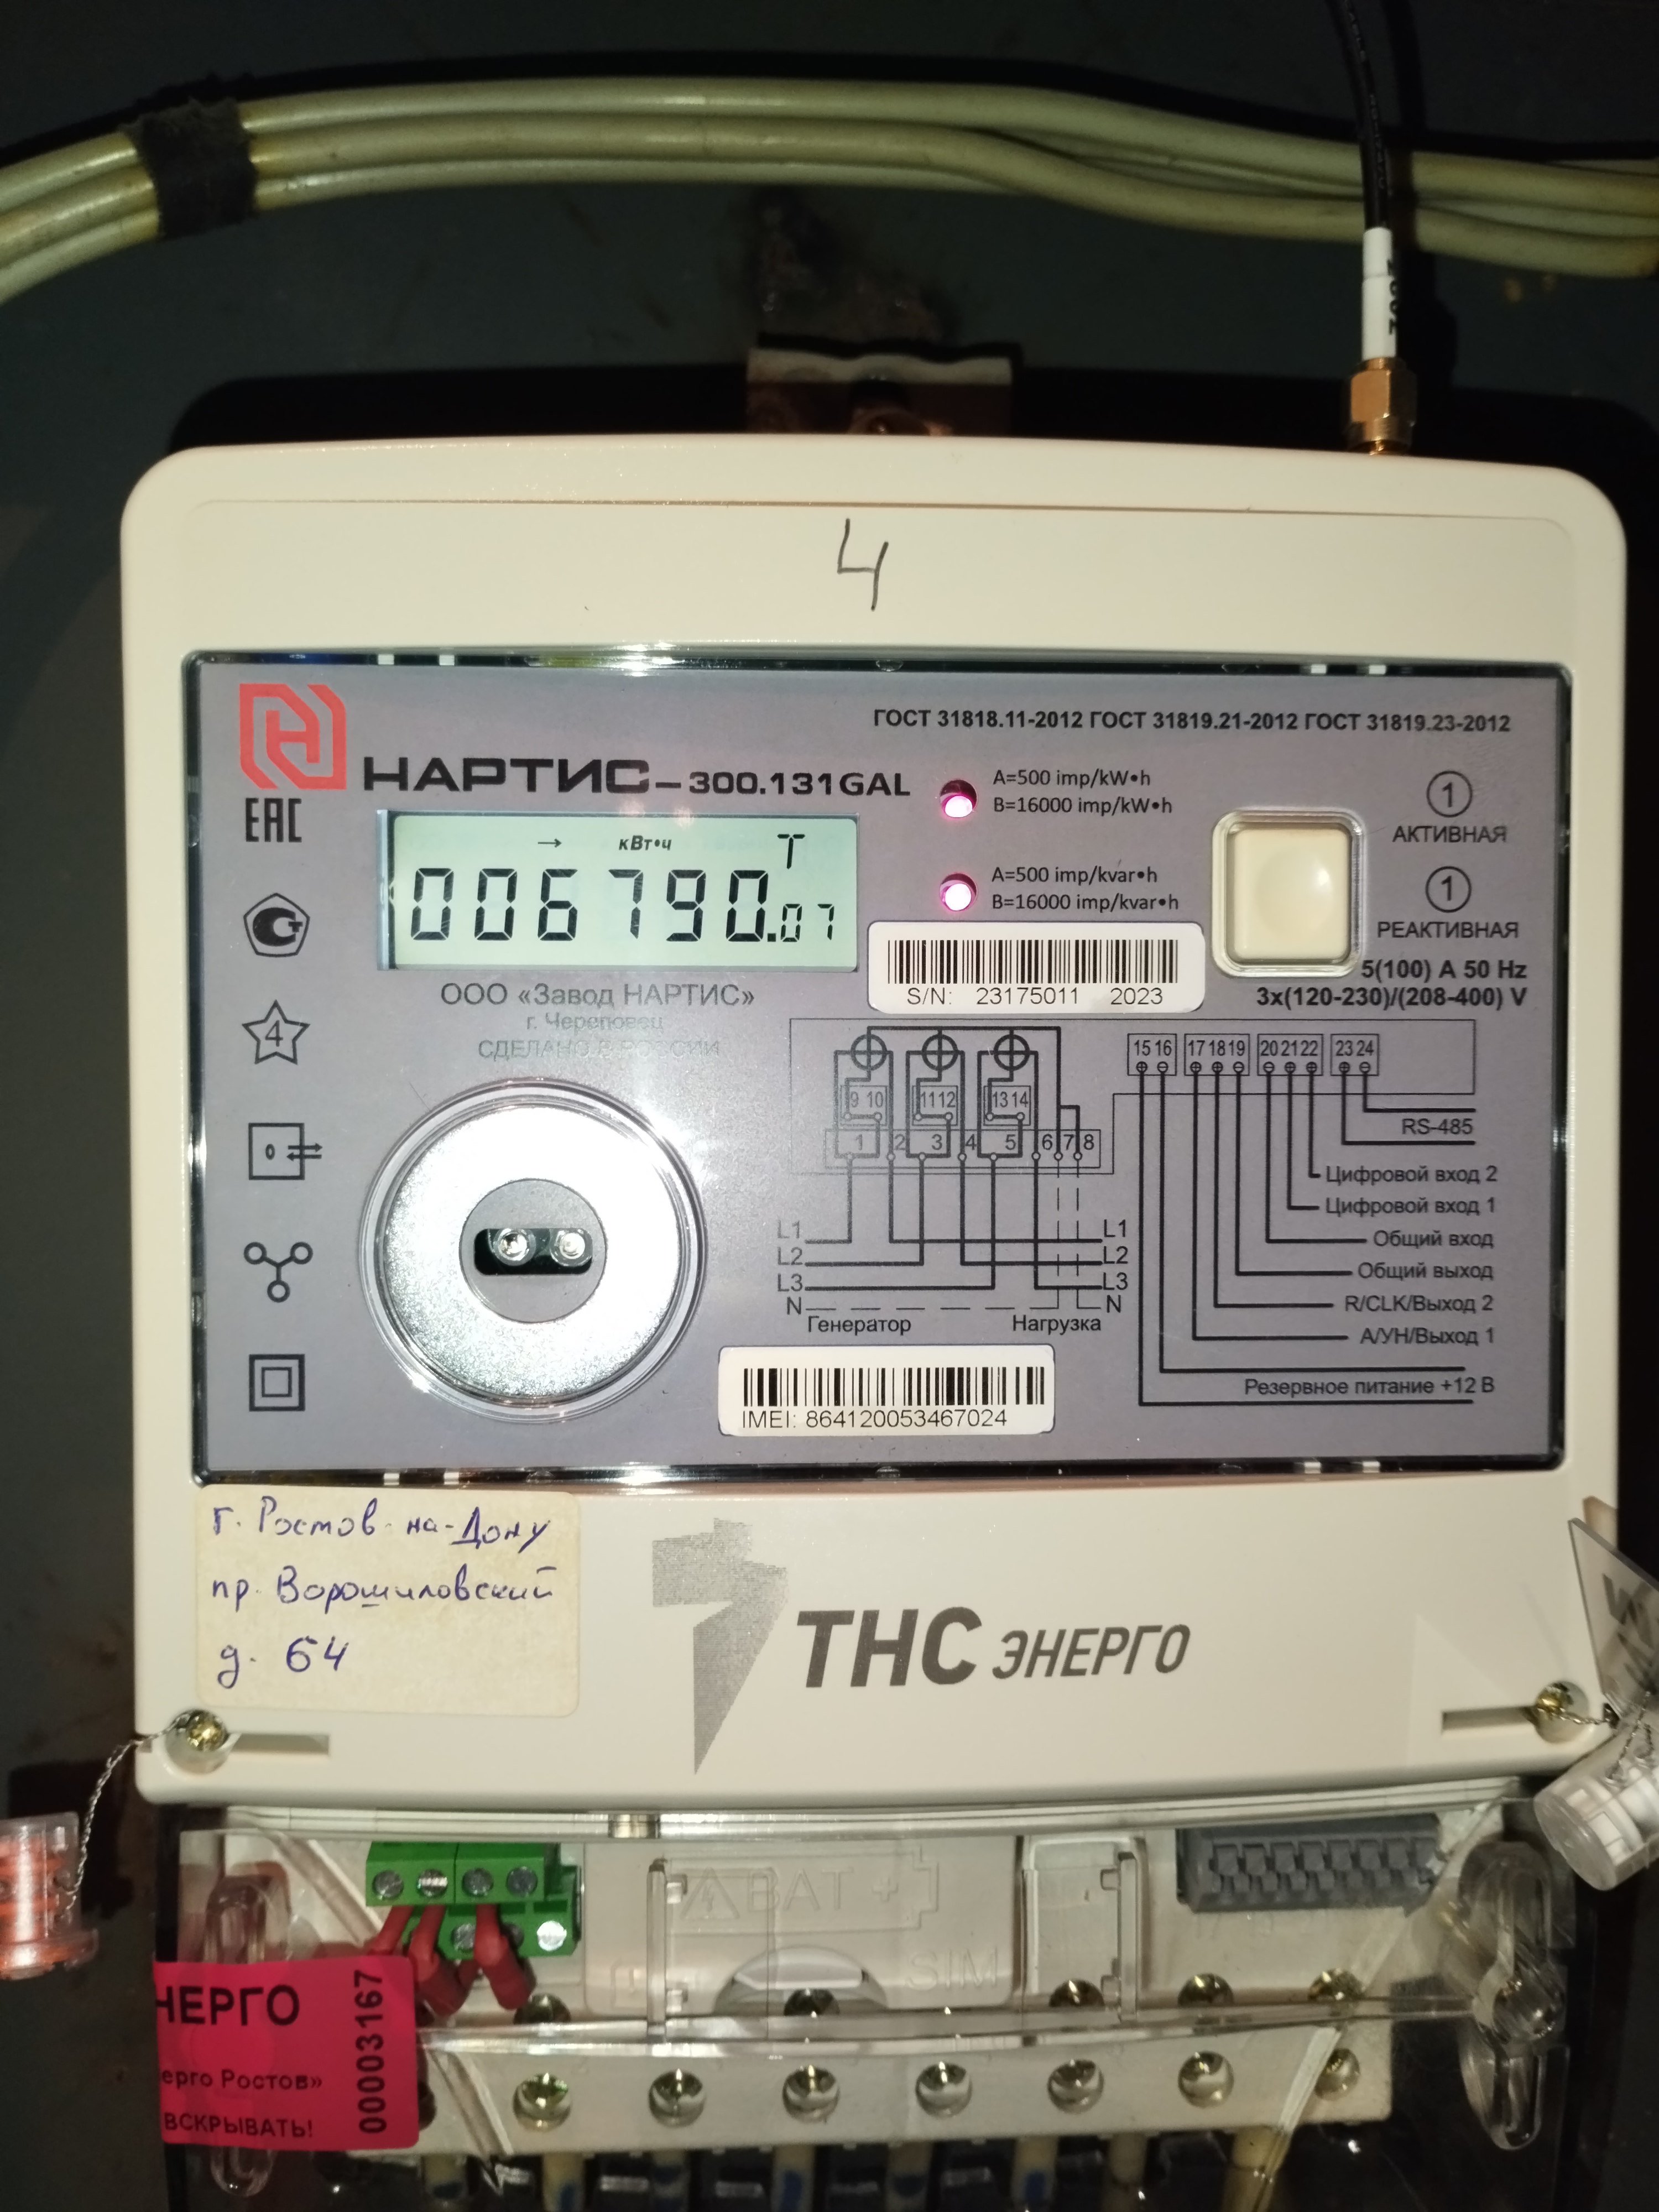 4
ГОСТ 31818.11-2012 ГОСТ 31819.21-2012 ГОСТ 31819.23-2012
НАРТИС-300.131GAL
EAC
A=500 imp/kW•h
B=16000 imp/kW•h
1
АКТИВНАЯ
→ кВт•ч T
006790.07
A=500 imp/kvar•h
B=16000 imp/kvar•h
1
РЕАКТИВНАЯ
5(100) A 50 Hz
3x(120-230)/(208-400) V
S/N: 23175011 2023
ООО «Завод НАРТИС»
г. Череповец
СДЕЛАНО В РОССИИ
4
15 16 17 18 19 20 21 22 23 24
9 10 11 12 13 14
1 2 3 4 5 6 7 8
RS-485
Цифровой вход 2
Цифровой вход 1
Общий вход
Общий выход
R/CLK/Выход 2
А/УН/Выход 1
Резервное питание +12 В
L1 L1
L2 L2
L3 L3
N N
Генератор Нагрузка
IMEI: 864120053467024
г. Ростов-на-Дону
пр. Ворошиловский
д. 64
ТНС ЭНЕРГО
BAT +
SIM
НЕРГО
ерго Ростов»
ВСКРЫВАТЬ!
00003167